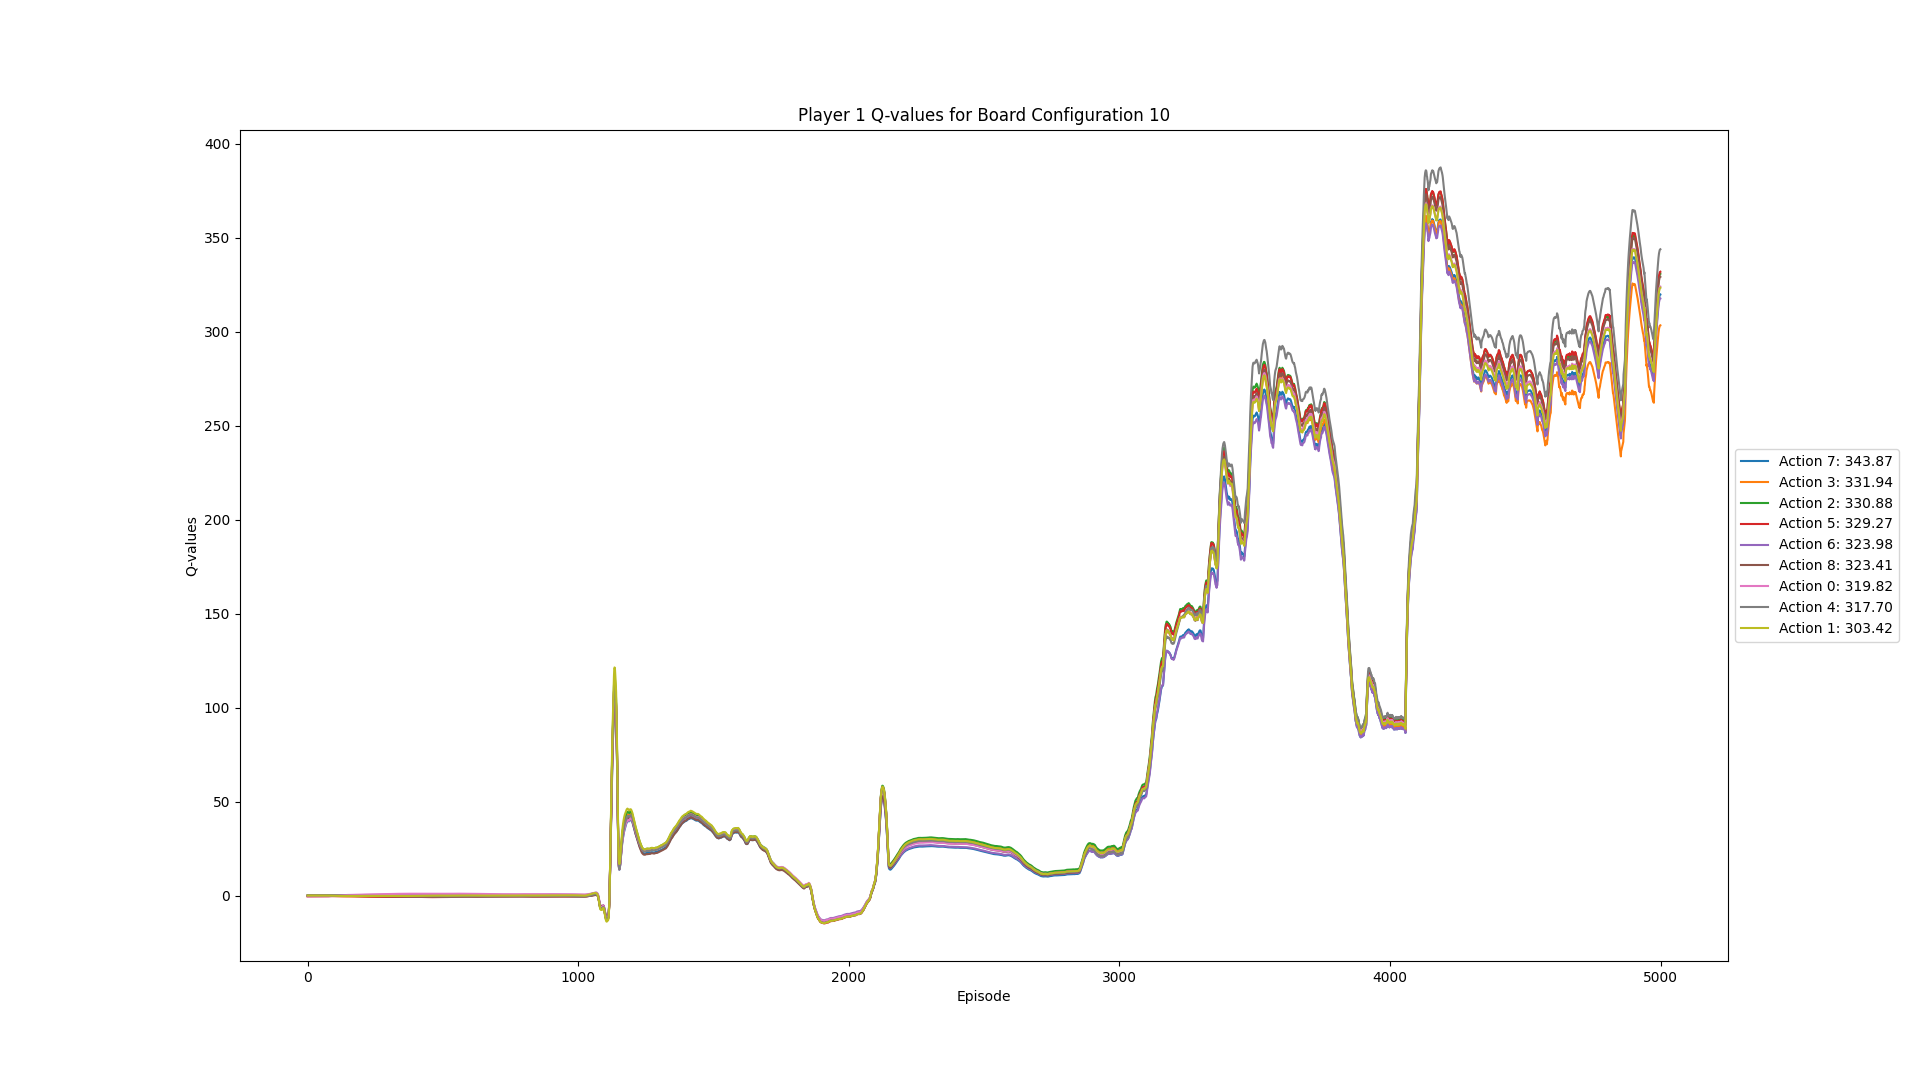 Player 1 Q-values for Board Configuration 10
400
350
300
250
200
150
100
50
0
Q-values
0
1000
2000
3000
4000
5000
Episode
Action 7: 343.87
Action 3: 331.94
Action 2: 330.88
Action 5: 329.27
Action 6: 323.98
Action 8: 323.41
Action 0: 319.82
Action 4: 317.70
Action 1: 303.42